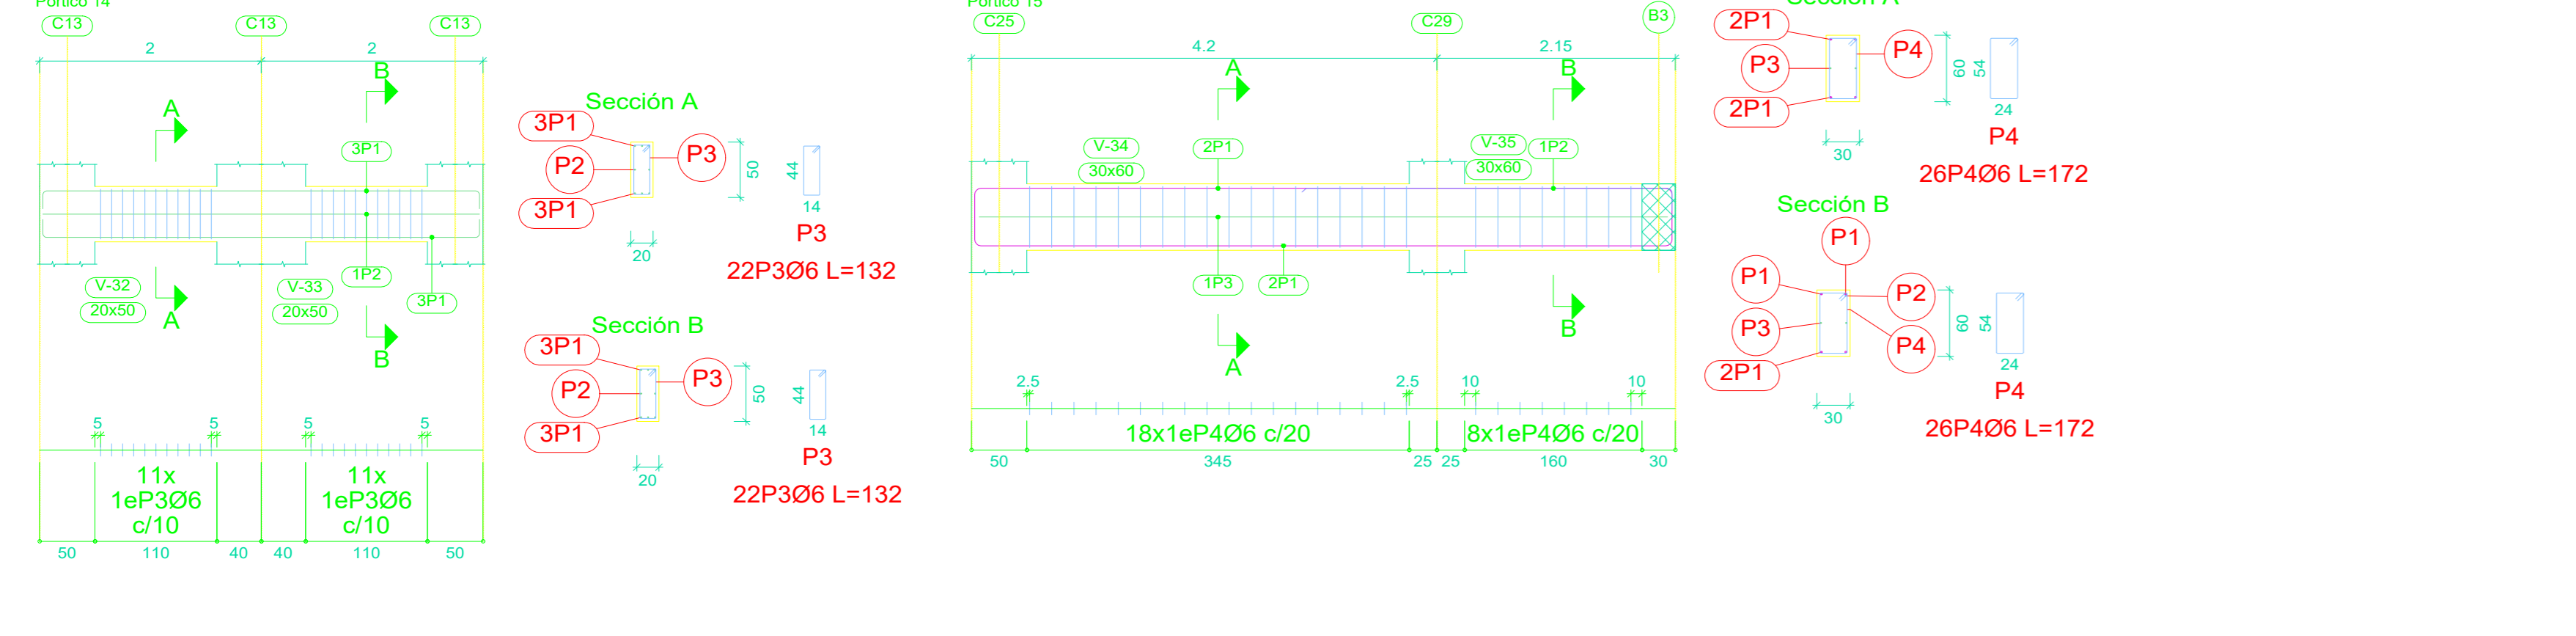 Pórtico 14
C13
C13
C13
2
2
A
B
3P1
1P2
3P1
V-32
20x50
V-33
20x50
A
B
5
5
5
5
11x
1eP3Ø6
c/10
11x
1eP3Ø6
c/10
50
110
40
40
110
50
Sección A
3P1
P2
3P1
P3
50
44
14
20
P3
22P3Ø6 L=132
Sección B
3P1
P2
3P1
P3
50
44
14
20
P3
22P3Ø6 L=132
Pórtico 15
C25
C29
B3
4.2
2.15
A
B
V-34
30x60
2P1
V-35
30x60
1P2
1P3
2P1
A
B
2.5
2.5
10
10
18x1eP4Ø6 c/20
8x1eP4Ø6 c/20
50
345
25
25
160
30
Sección A
2P1
P3
2P1
P4
60
54
24
30
P4
26P4Ø6 L=172
Sección B
P1
P1
P2
P3
P4
2P1
60
54
24
30
P4
26P4Ø6 L=172